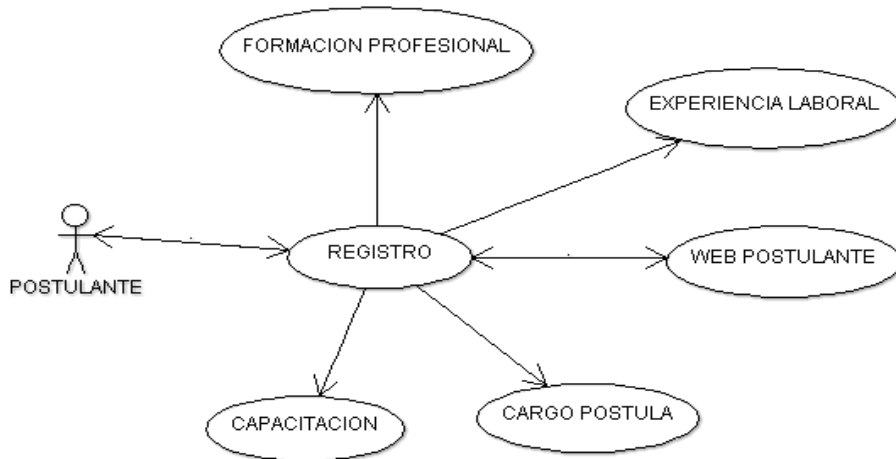 FORMACION PROFESIONAL
EXPERIENCIA LABORAL
REGISTRO
WEB POSTULANTE
POSTULANTE
CARGO POSTULA
CAPACITACION